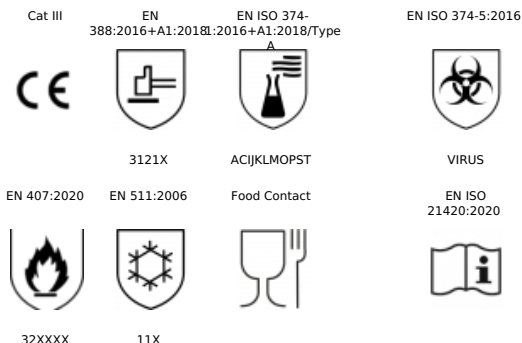 Cat III
EN 388:2016+A1:2018
EN ISO 374-1:2016+A1:2018/Type A
EN ISO 374-5:2016
CE
3121X
ACIJKLMOPST
VIRUS
EN 407:2020
EN 511:2006
Food Contact
EN ISO 21420:2020
i
32XXXX
11X